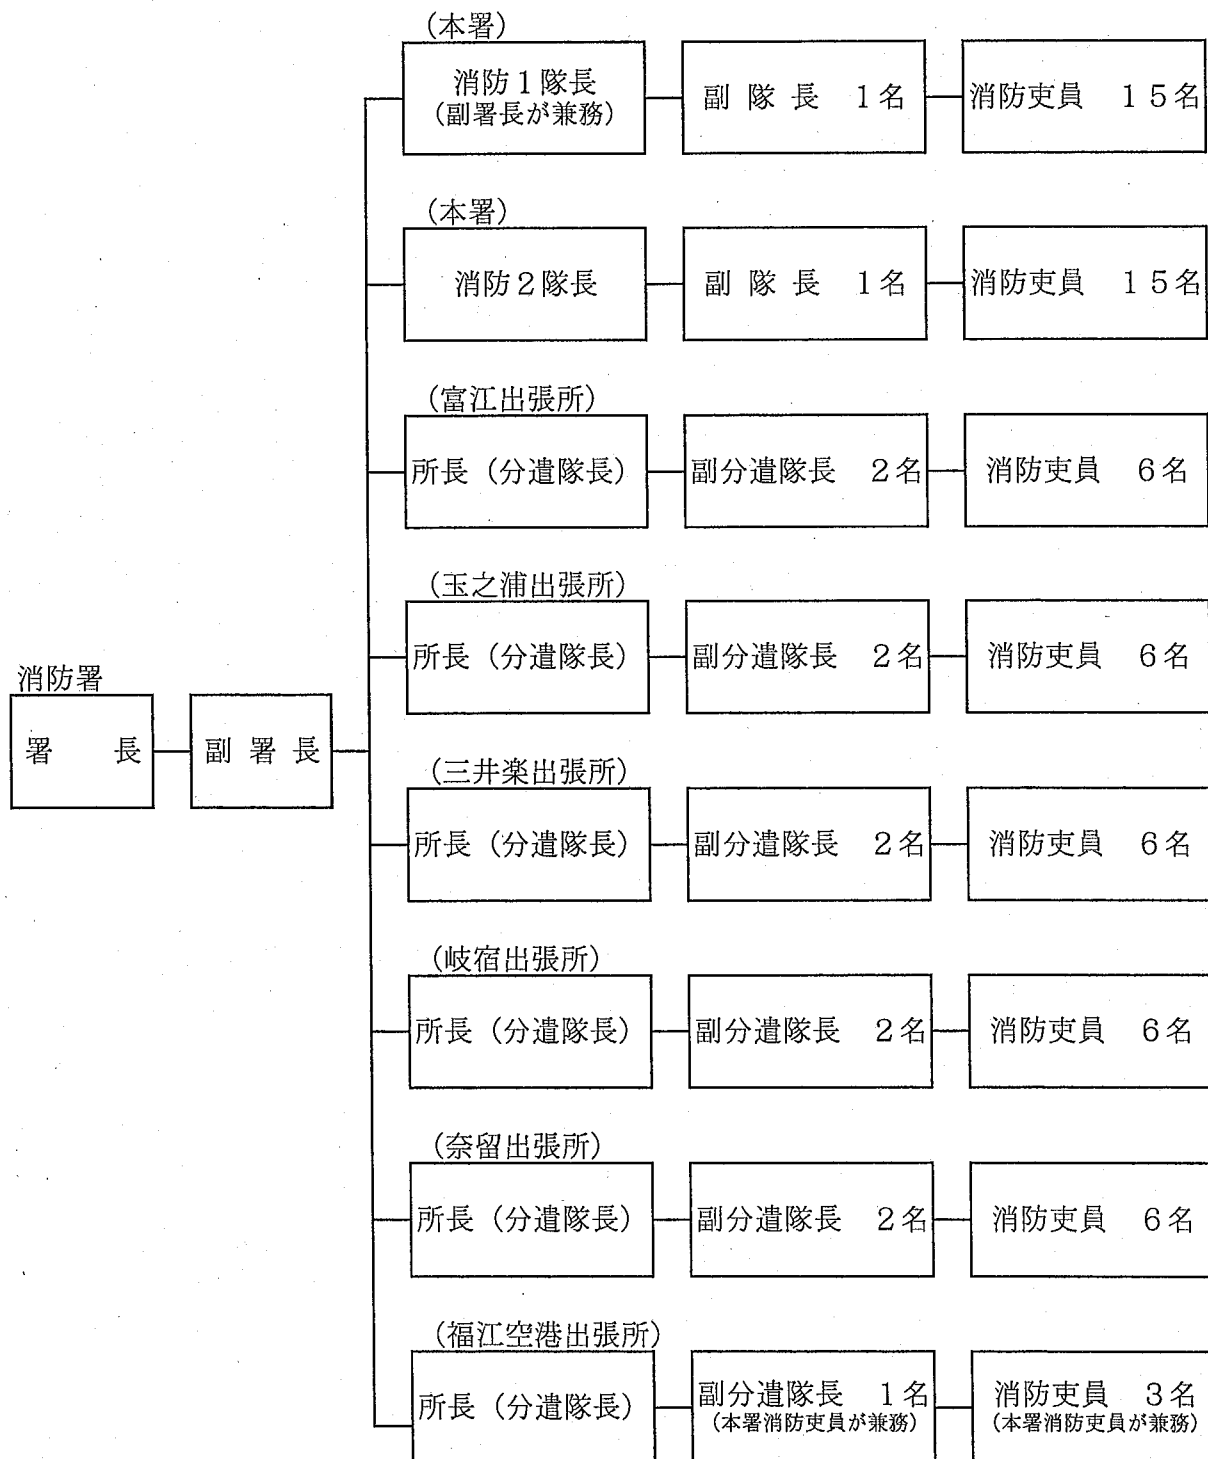 (本署)
消防1隊長
(副署長が兼務)
副 隊 長 1名
消防吏員 15名
(本署)
消防2隊長
副 隊 長 1名
消防吏員 15名
(富江出張所)
所長(分遣隊長)
副分遣隊長 2名
消防吏員 6名
(玉之浦出張所)
所長(分遣隊長)
副分遣隊長 2名
消防吏員 6名
消防署
署 長
副 署 長
(三井楽出張所)
所長(分遣隊長)
副分遣隊長 2名
消防吏員 6名
(岐宿出張所)
所長(分遣隊長)
副分遣隊長 2名
消防吏員 6名
(奈留出張所)
所長(分遣隊長)
副分遣隊長 2名
消防吏員 6名
(福江空港出張所)
所長(分遣隊長)
副分遣隊長 1名
(本署消防吏員が兼務)
消防吏員 3名
(本署消防吏員が兼務)